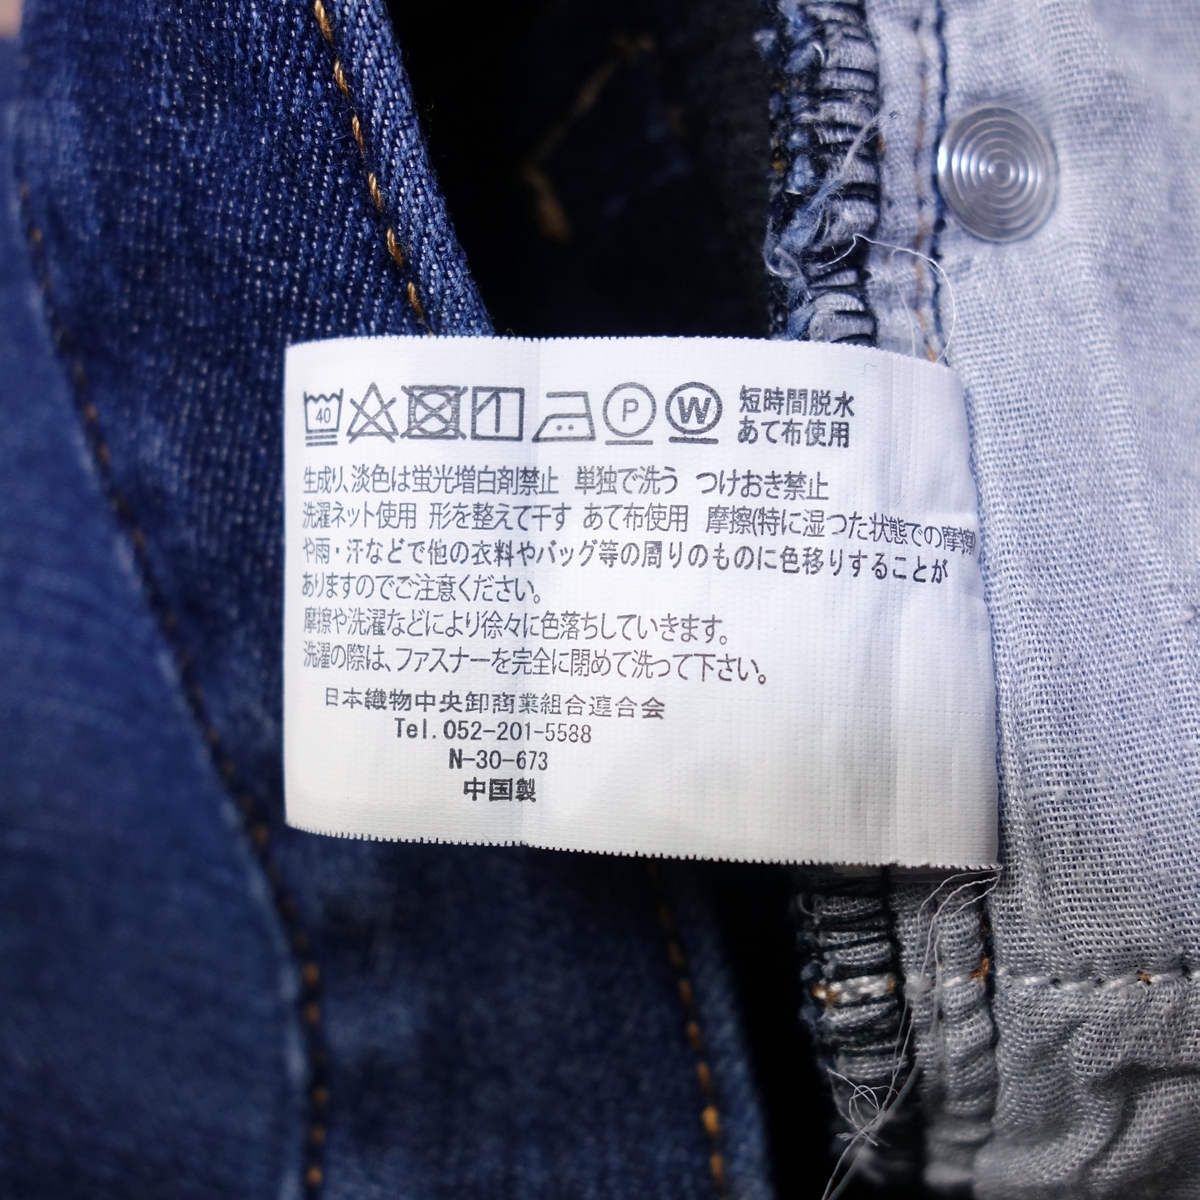 40 P W 短時間脱水
あて布使用
生成り、淡色は蛍光増白剤禁止 単独で洗う つけおき禁止
洗濯ネット使用 形を整えて干す あて布使用 摩擦(特に湿つた状態での摩擦)
や雨・汗などで他の衣料やバッグ等の周りのものに色移りすることが
ありますのでご注意ください。
摩擦や洗濯などにより徐々に色落ちしていきます。
洗濯の際は、ファスナーを完全に閉めて洗って下さい。
日本織物中央卸商業組合連合会
Tel.052-201-5588
N-30-673
中国製